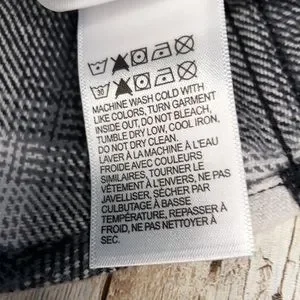 30
MACHINE WASH COLD WITH
LIKE COLORS, TURN GARMENT
INSIDE OUT, DO NOT BLEACH,
TUMBLE DRY LOW, COOL IRON,
DO NOT DRY CLEAN.
LAVER À LA MACHINE À L'EAU
FROIDE AVEC COULEURS
SIMILAIRES, TOURNER LE
VÊTEMENT À L'ENVERS. NE PAS
JAVELLISER, SÉCHER PAR
CULBUTAGE À BASSE
TEMPÉRATURE, REPASSER À
FROID, NE PAS NETTOYER À
SEC.